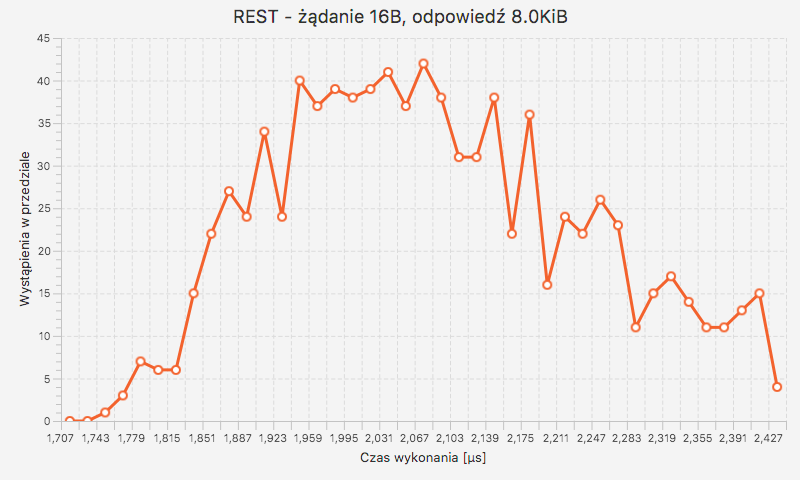 REST - żądanie 16B, odpowiedź 8.0KiB
Wystąpienia w przedziale
45
40
35
30
25
20
15
10
5
0
1,707 1,743 1,779 1,815 1,851 1,887 1,923 1,959 1,995 2,031 2,067 2,103 2,139 2,175 2,211 2,247 2,283 2,319 2,355 2,391 2,427
Czas wykonania [µs]